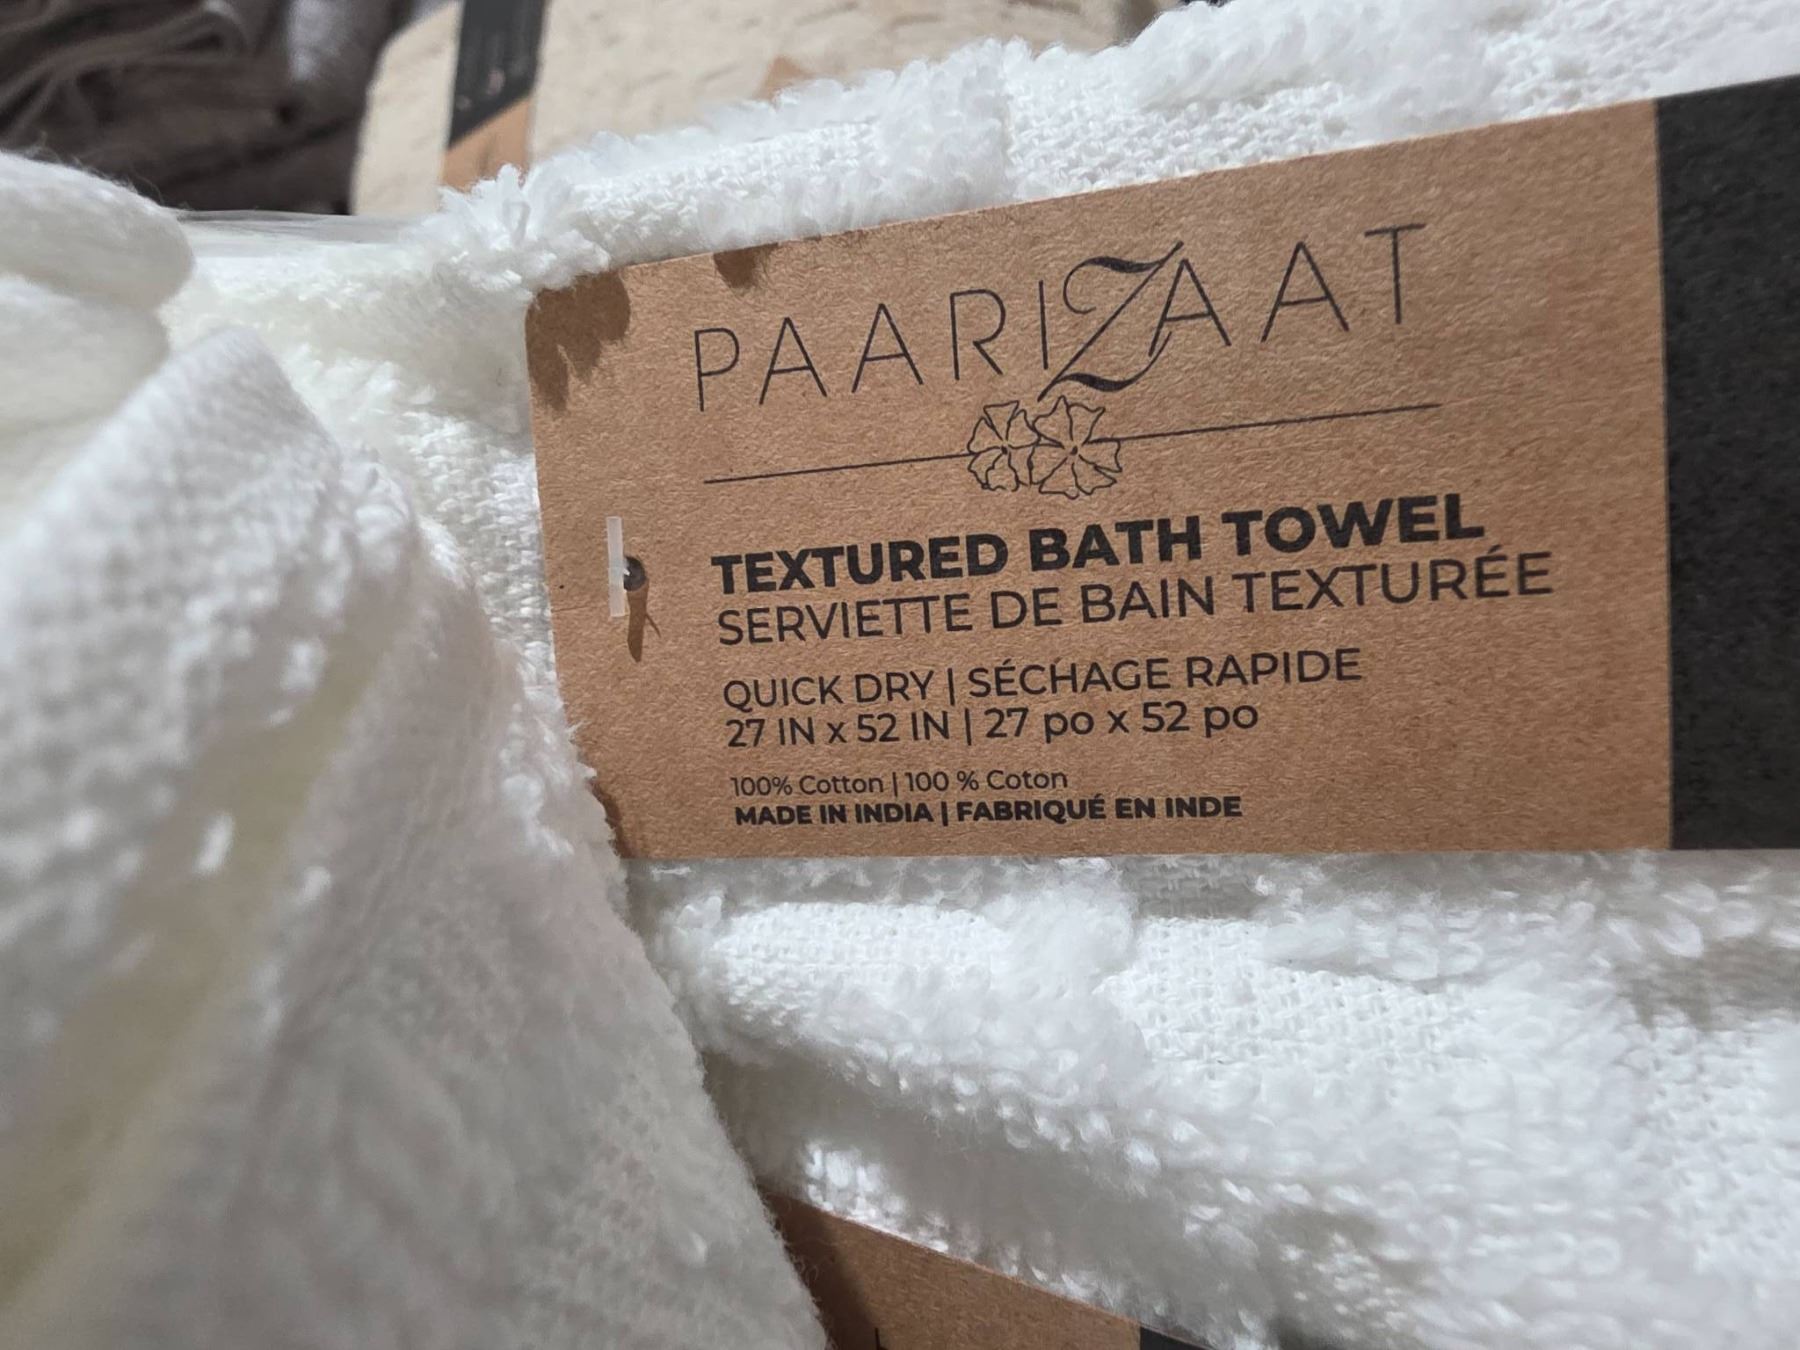 PAARIZAAT
TEXTURED BATH TOWEL
SERVIETTE DE BAIN TEXTURÉE
QUICK DRY | SÉCHAGE RAPIDE
27 IN x 52 IN | 27 po x 52 po
100% Cotton | 100 % Coton
MADE IN INDIA | FABRIQUÉ EN INDE